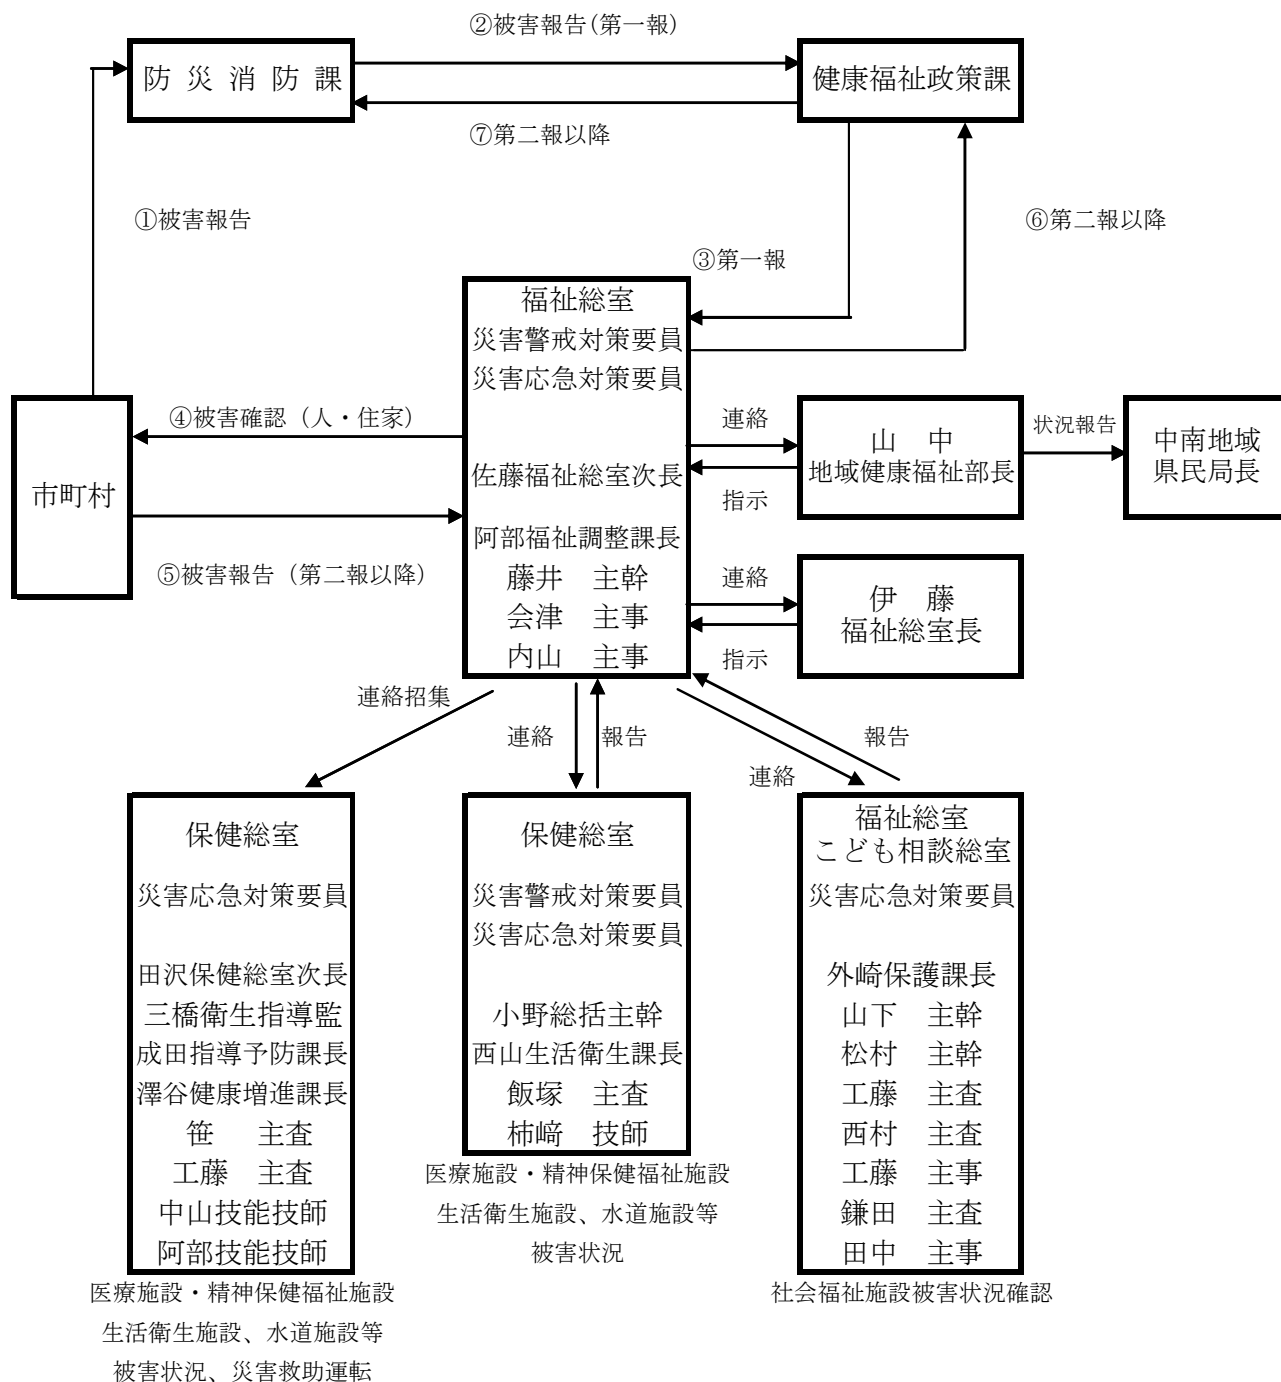 ②被害報告(第一報)
防 災 消 防 課
健康福祉政策課
⑦第二報以降
①被害報告
⑥第二報以降
③第一報
福祉総室
災害警戒対策要員
災害応急対策要員
佐藤福祉総室次長
阿部福祉調整課長
藤井　主幹
会津　主事
内山　主事
市町村
④被害確認（人・住家）
⑤被害報告（第二報以降）
連絡
指示
山　中
地域健康福祉部長
状況報告
中南地域
県民局長
連絡
指示
伊　藤
福祉総室長
連絡招集
連絡
報告
連絡
報告
保健総室
災害応急対策要員
田沢保健総室次長
三橋衛生指導監
成田指導予防課長
澤谷健康増進課長
笹　　主査
工藤　主査
中山技能技師
阿部技能技師
医療施設・精神保健福祉施設
生活衛生施設、水道施設等
被害状況、災害救助運転
保健総室
災害警戒対策要員
災害応急対策要員
小野総括主幹
西山生活衛生課長
飯塚　主査
柿﨑　技師
医療施設・精神保健福祉施設
生活衛生施設、水道施設等
被害状況
福祉総室
こども相談総室
災害応急対策要員
外崎保護課長
山下　主幹
松村　主幹
工藤　主査
西村　主査
工藤　主事
鎌田　主査
田中　主事
社会福祉施設被害状況確認